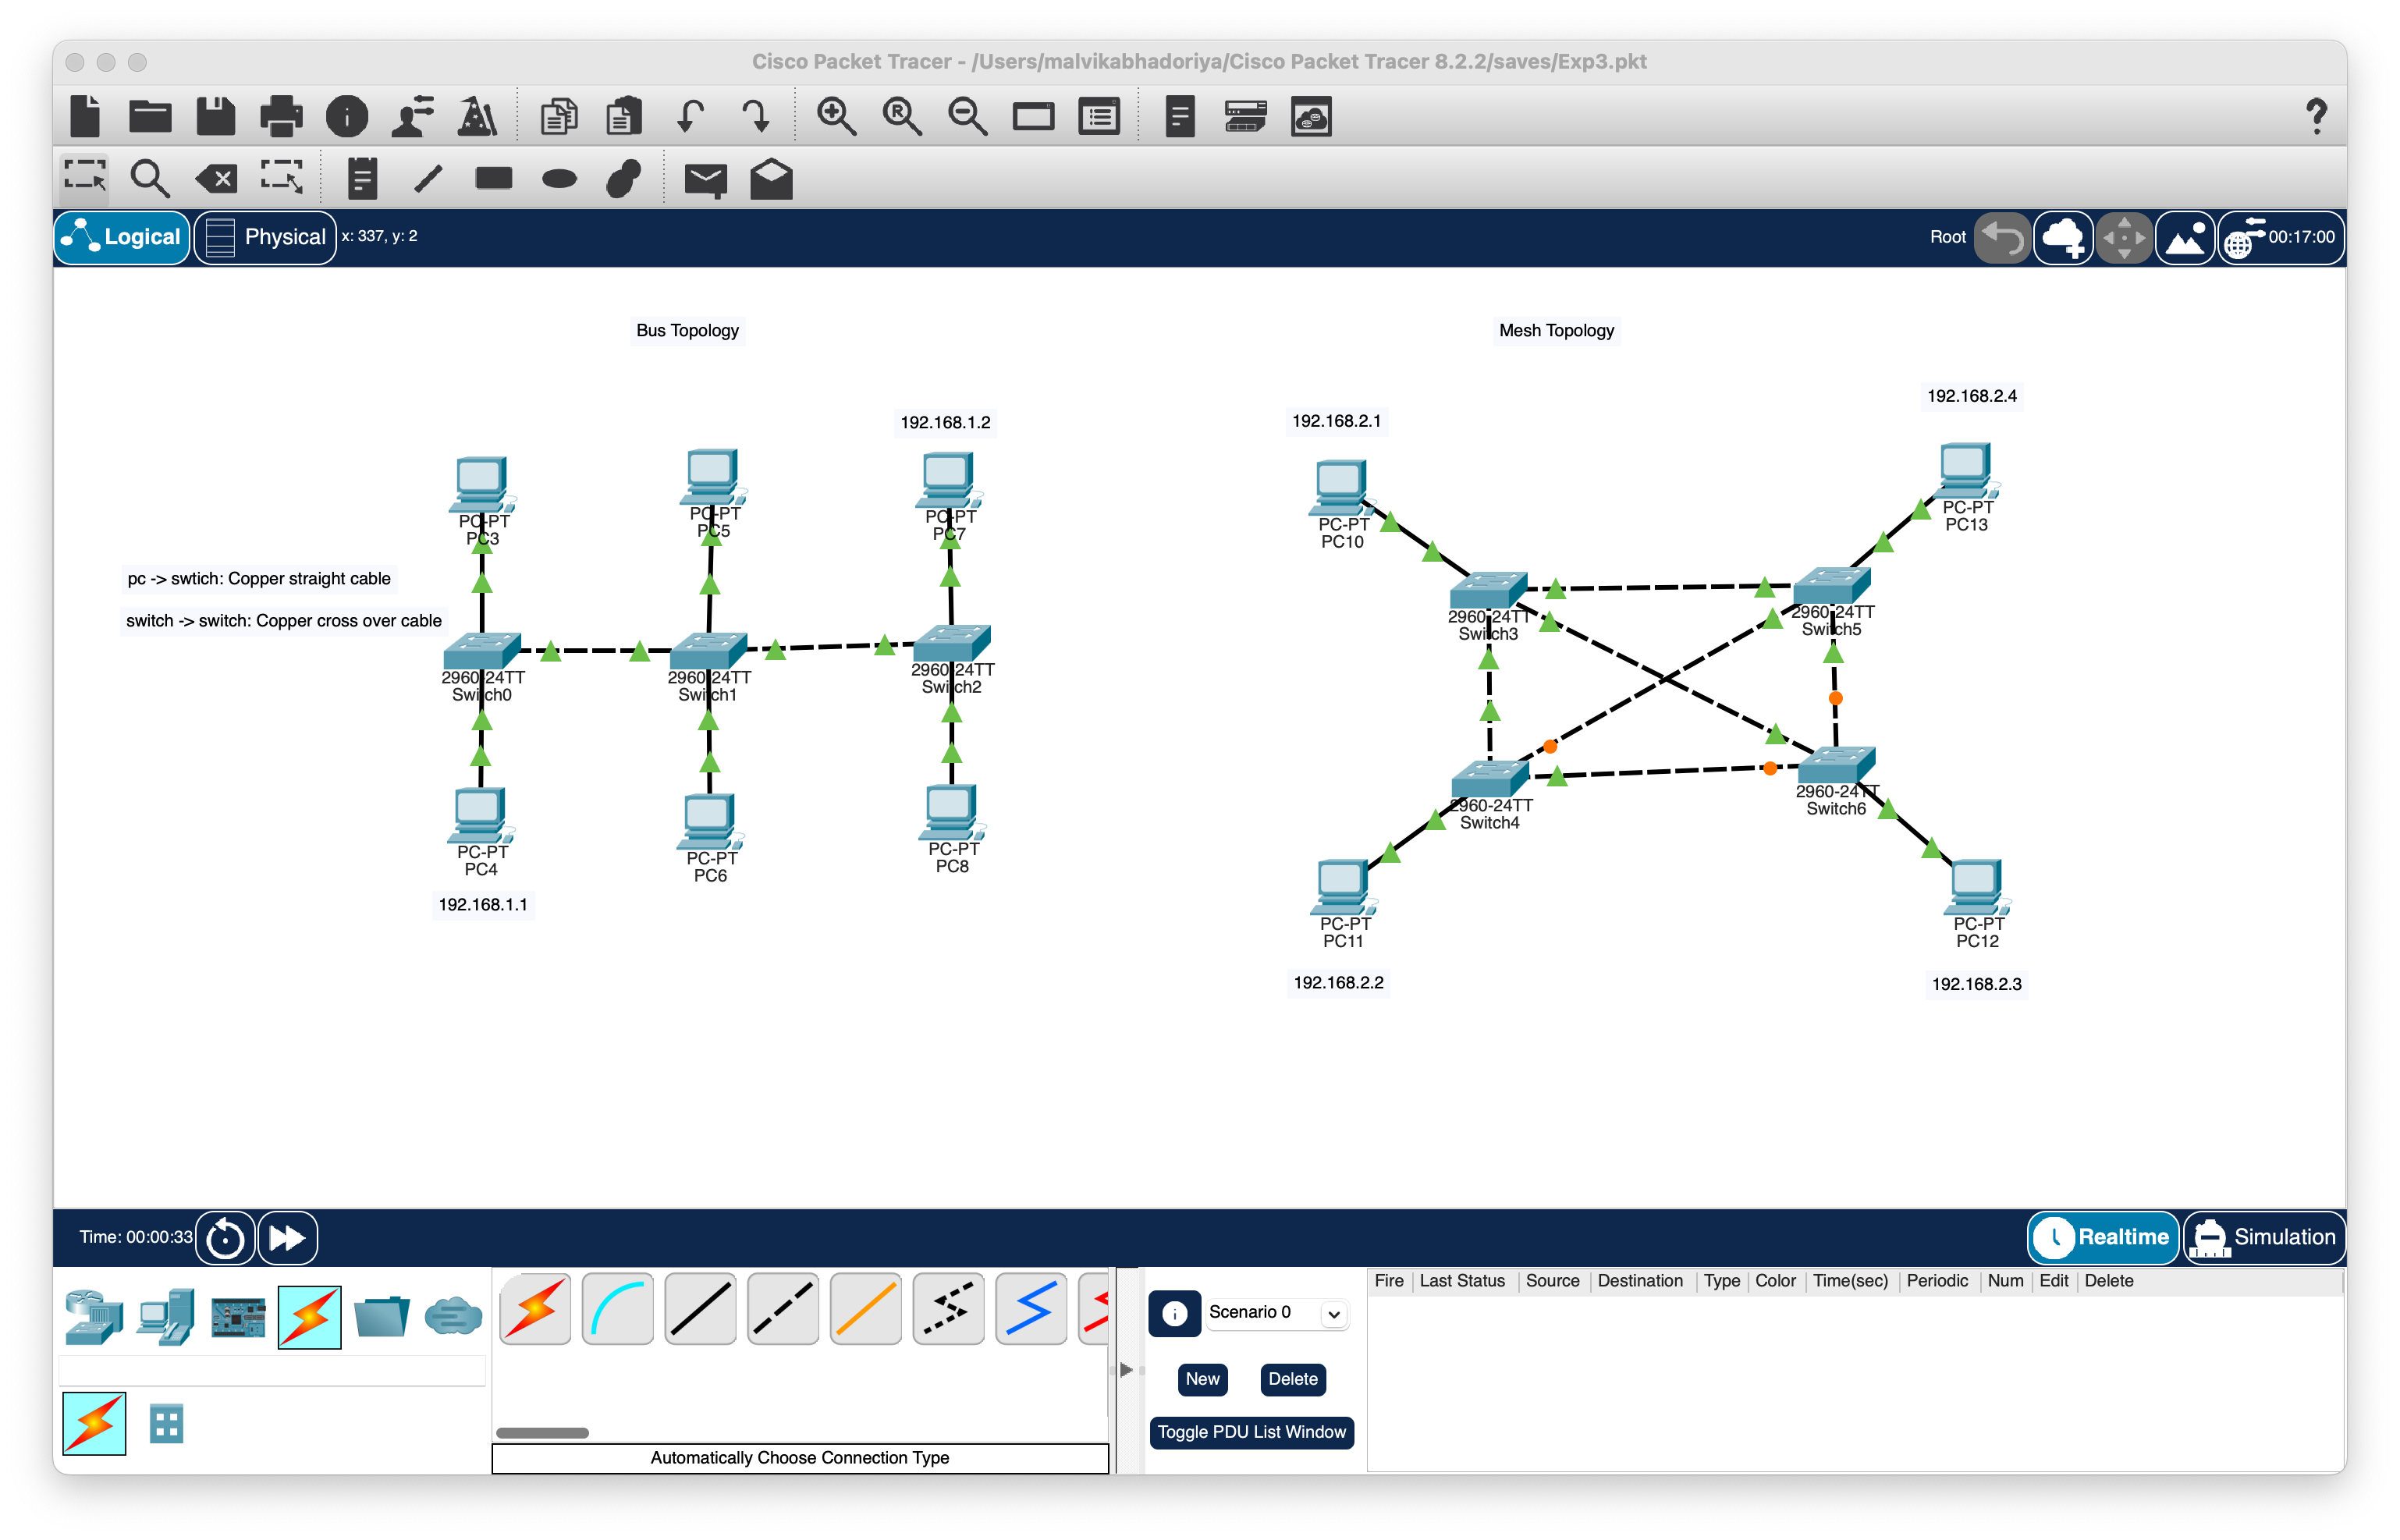 Cisco Packet Tracer - /Users/malvikabhadoriya/Cisco Packet Tracer 8.2.2/saves/Exp3.pkt
Logical
Physical
x: 337, y: 2
Root
00:17:00
Bus Topology
Mesh Topology
192.168.1.2
192.168.2.1
192.168.2.4
PC-PT
PC3
PC-PT
PC5
PC-PT
PC7
PC-PT
PC10
PC-PT
PC13
pc -> swtich: Copper straight cable
switch -> switch: Copper cross over cable
2960-24TT
Switch0
2960-24TT
Switch1
2960-24TT
Switch2
2960-24TT
Switch3
2960-24TT
Switch5
2960-24TT
Switch4
2960-24TT
Switch6
PC-PT
PC4
PC-PT
PC6
PC-PT
PC8
PC-PT
PC11
PC-PT
PC12
192.168.1.1
192.168.2.2
192.168.2.3
Time: 00:00:33
Realtime
Simulation
Scenario 0
New
Delete
Toggle PDU List Window
Fire Last Status Source Destination Type Color Time(sec) Periodic Num Edit Delete
Automatically Choose Connection Type